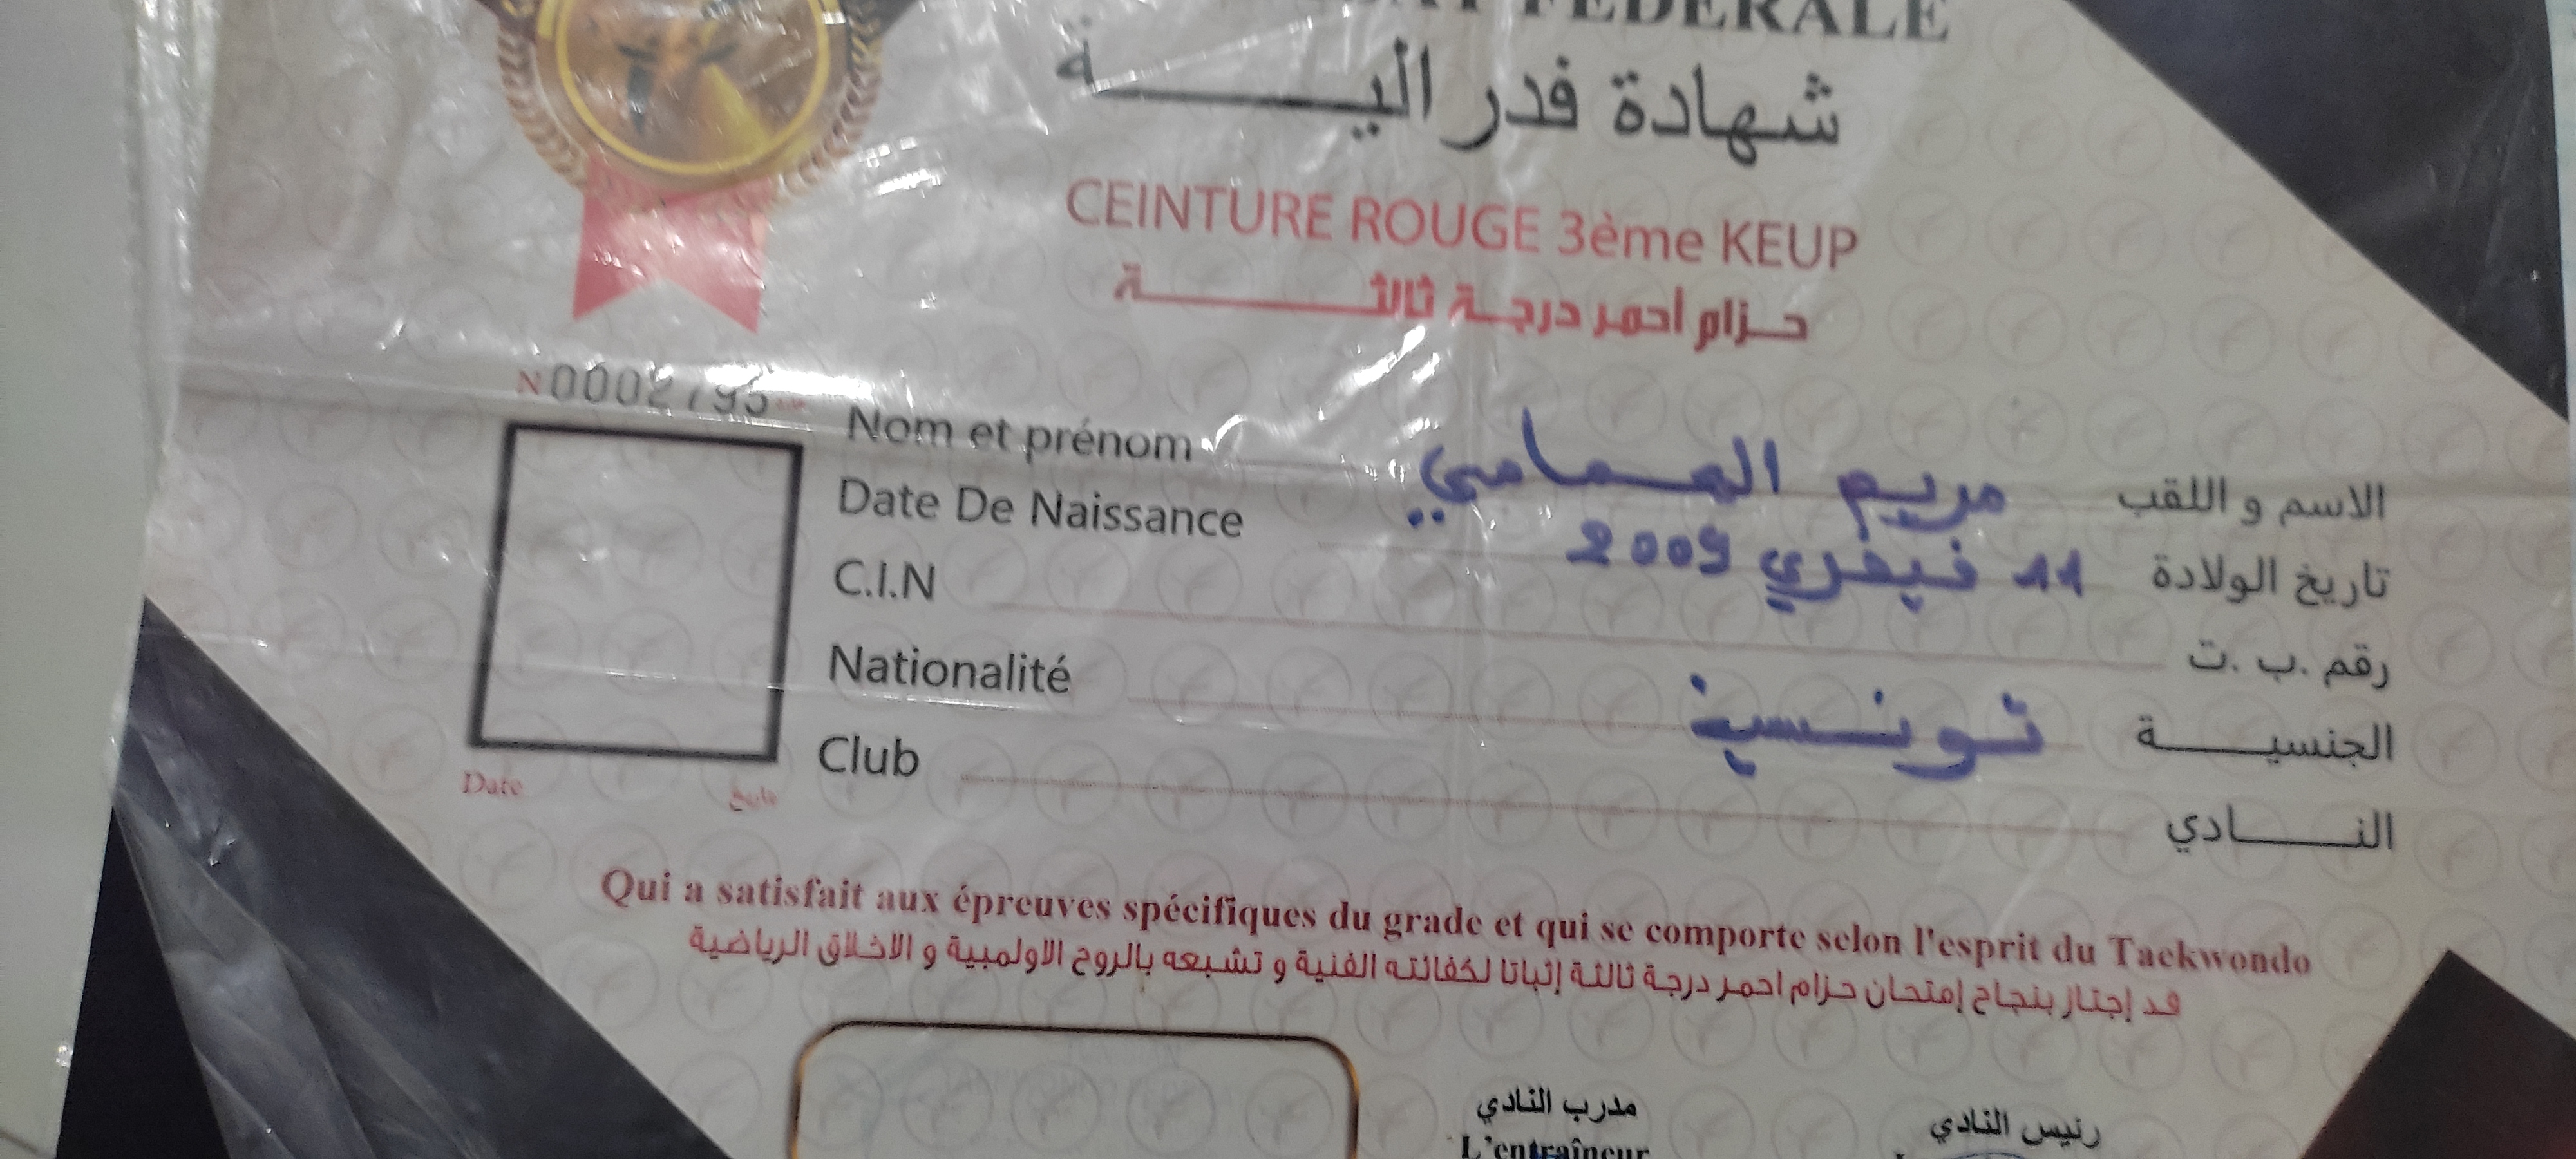 FEDERALE
شهادة فدرالية
CEINTURE ROUGE 3ème KEUP
حزام أحمر درجة ثالثة
N0002795
Nom et prénom مريم الهمامي الاسم و اللقب
Date De Naissance 11 فيفري 2009 تاريخ الولادة
C.I.N رقم ب. ت.
Nationalité تونسية الجنسية
Club النادي
Date تاريخ
Qui a satisfait aux épreuves spécifiques du grade et qui se comporte selon l'esprit du Taekwondo
قد إجتاز بنجاح إمتحان حزام احمر درجة ثالثة إثباتا لكفائته الفنية و تشبعه بالروح الاولمبية و الاخلاق الرياضية
مدرب النادي
رئيس النادي
L'entraîneur